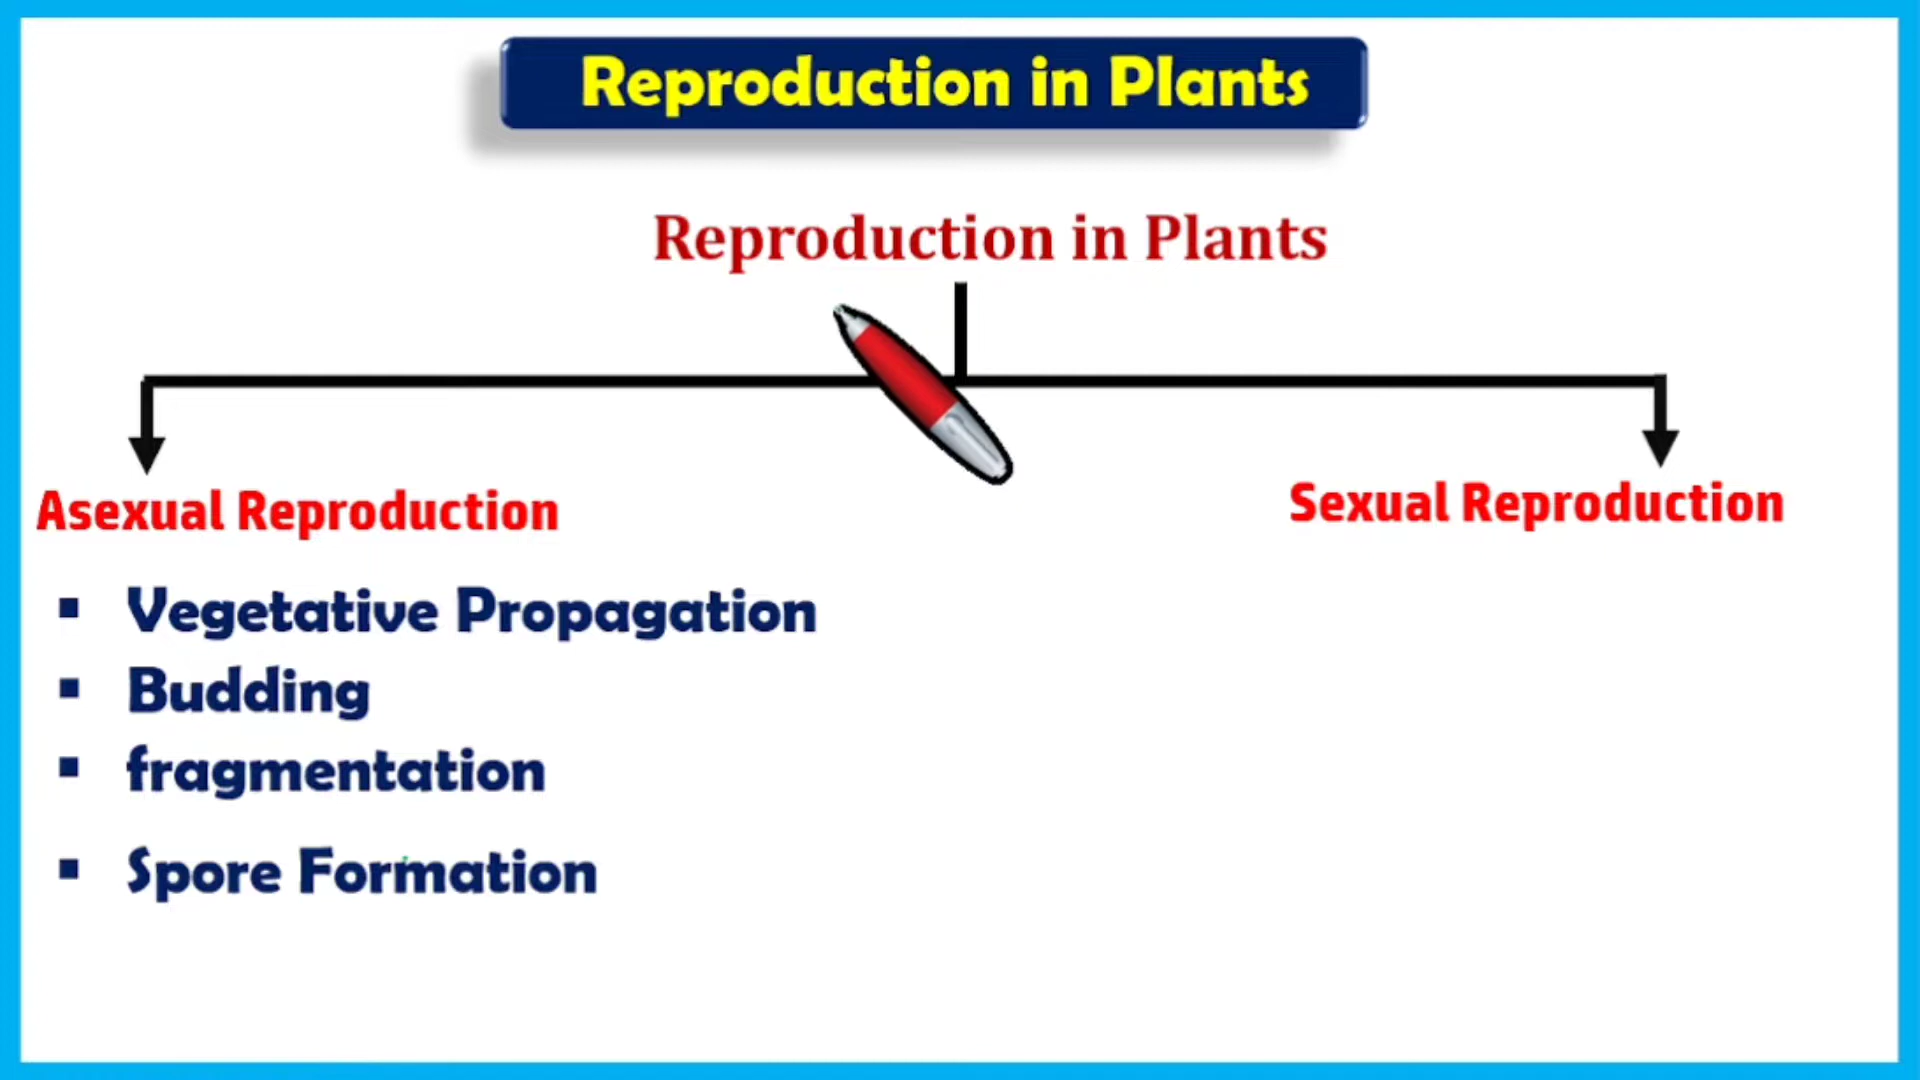 Reproduction in Plants
Reproduction in Plants
Asexual Reproduction
Sexual Reproduction
▪ Vegetative Propagation
▪ Budding
▪ fragmentation
▪ Spore Formation